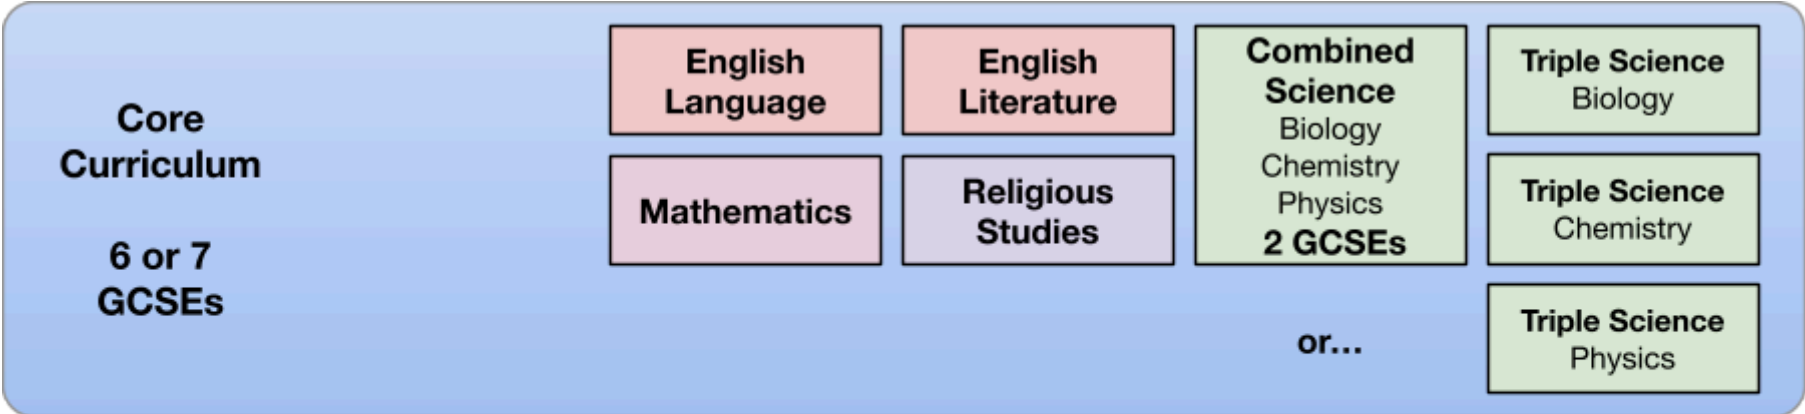 Core
Curriculum
6 or 7
GCSEs
English
Language
English
Literature
Mathematics
Religious
Studies
Combined
Science
Biology
Chemistry
Physics
2 GCSEs
or...
Triple Science
Biology
Triple Science
Chemistry
Triple Science
Physics